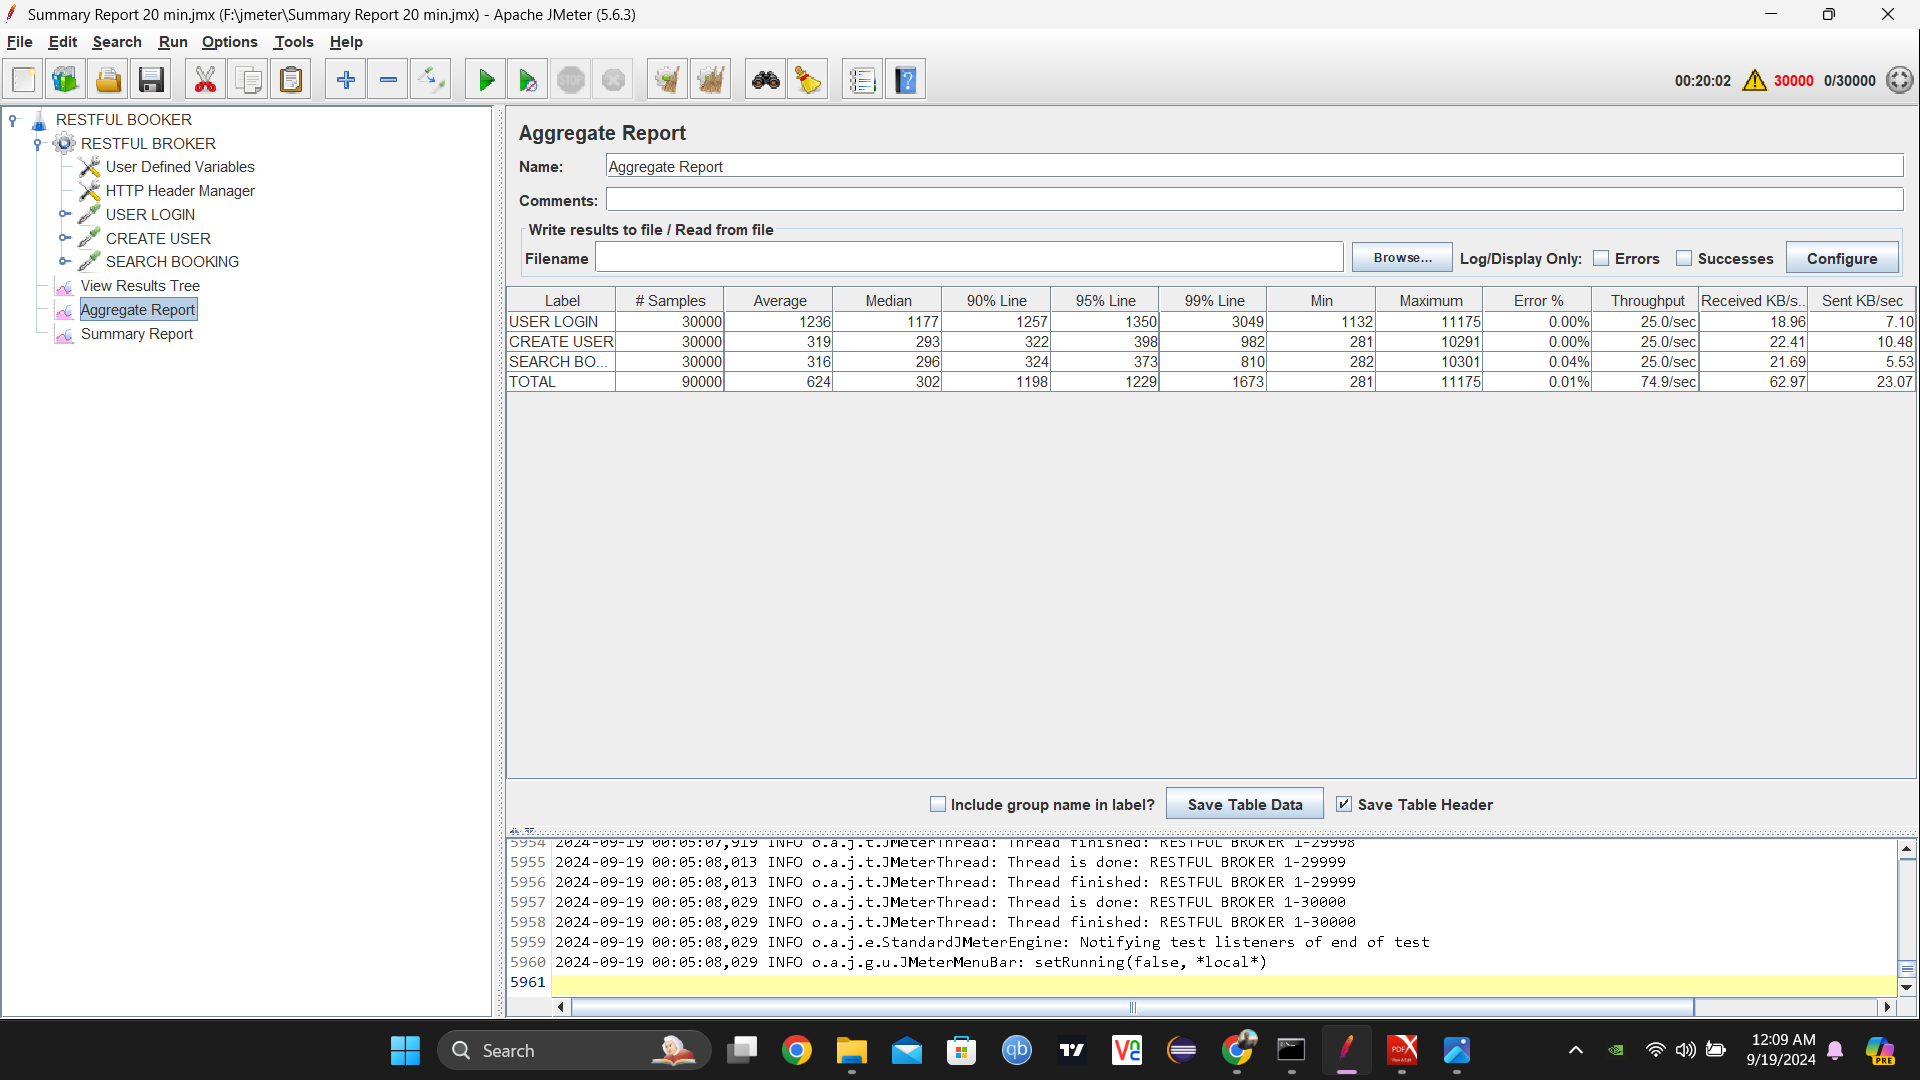 Summary Report 20 min.jmx (F:\jmeter\Summary Report 20 min.jmx) - Apache JMeter (5.6.3)
File Edit Search Run Options Tools Help
STOP
00:20:02 30000 0/30000
RESTFUL BOOKER
RESTFUL BROKER
User Defined Variables
HTTP Header Manager
USER LOGIN
CREATE USER
SEARCH BOOKING
View Results Tree
Aggregate Report
Summary Report
Aggregate Report
Name: Aggregate Report
Comments:
Write results to file / Read from file
Filename Browse... Log/Display Only: Errors Successes Configure
Label # Samples Average Median 90% Line 95% Line 99% Line Min Maximum Error % Throughput Received KB/s.. Sent KB/sec
USER LOGIN 30000 1236 1177 1257 1350 3049 1132 11175 0.00% 25.0/sec 18.96 7.10
CREATE USER 30000 319 293 322 398 982 281 10291 0.00% 25.0/sec 22.41 10.48
SEARCH BO... 30000 316 296 324 373 810 282 10301 0.04% 25.0/sec 21.69 5.53
TOTAL 90000 624 302 1198 1229 1673 281 11175 0.01% 74.9/sec 62.97 23.07
Include group name in label? Save Table Data Save Table Header
5954 2024-09-19 00:05:07,919 INFO o.a.j.t.JMeterThread: Thread finished: RESTFUL BROKER 1-29998
5955 2024-09-19 00:05:08,013 INFO o.a.j.t.JMeterThread: Thread is done: RESTFUL BROKER 1-29999
5956 2024-09-19 00:05:08,013 INFO o.a.j.t.JMeterThread: Thread finished: RESTFUL BROKER 1-29999
5957 2024-09-19 00:05:08,029 INFO o.a.j.t.JMeterThread: Thread is done: RESTFUL BROKER 1-30000
5958 2024-09-19 00:05:08,029 INFO o.a.j.t.JMeterThread: Thread finished: RESTFUL BROKER 1-30000
5959 2024-09-19 00:05:08,029 INFO o.a.j.e.StandardJMeterEngine: Notifying test listeners of end of test
5960 2024-09-19 00:05:08,029 INFO o.a.j.g.u.JMeterMenuBar: setRunning(false, *local*)
5961
Search
qb
PDF-X
PRE
12:09 AM
9/19/2024